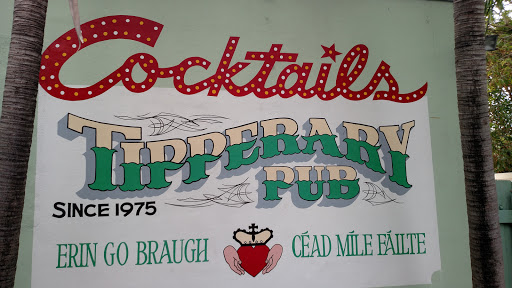 Cocktails
TIPPERARY
PUB
SINCE 1975
ERIN GO BRAUGH
CÉAD MÍLE FÁILTE